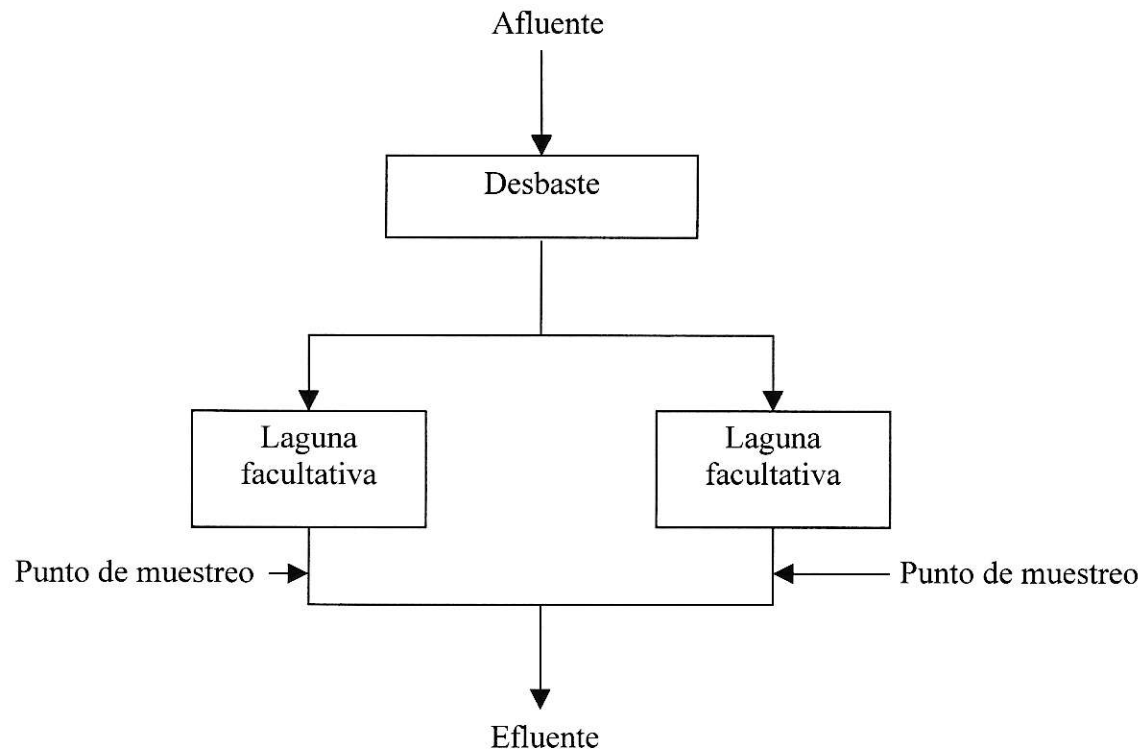 Afluente
Desbaste
Laguna
facultativa
Laguna
facultativa
Punto de muestreo
Punto de muestreo
Efluente